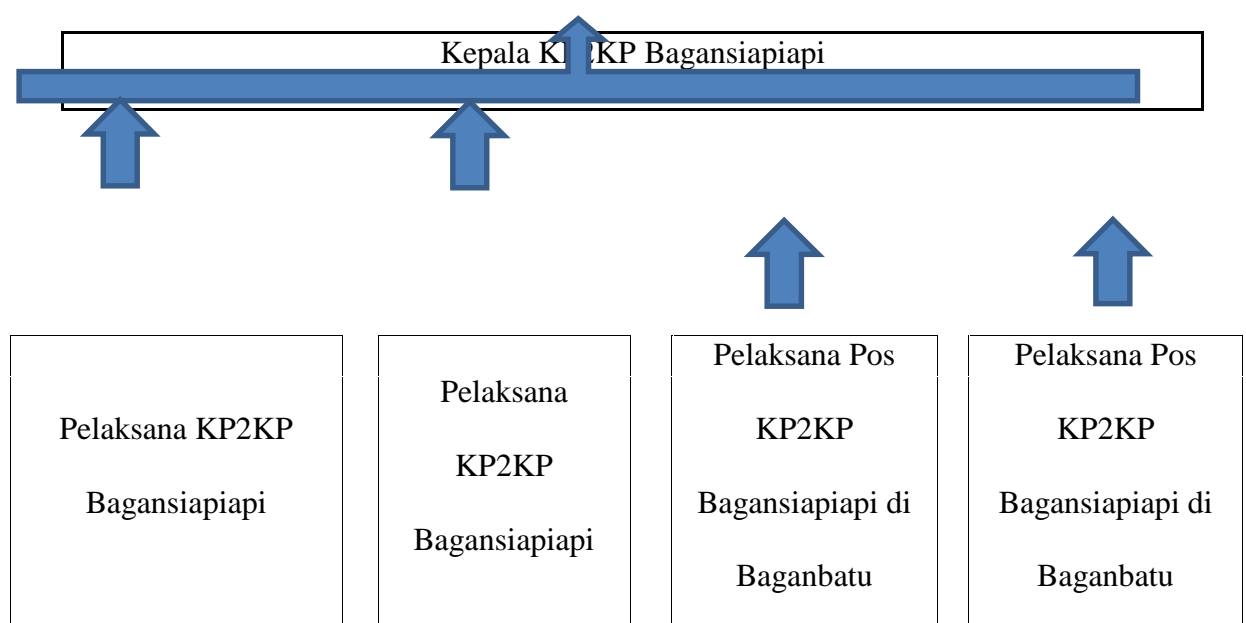 Kepala KP2KP Bagansiapiapi
Pelaksana KP2KP
Bagansiapiapi
Pelaksana
KP2KP
Bagansiapiapi
Pelaksana Pos
KP2KP
Bagansiapiapi di
Baganbatu
Pelaksana Pos
KP2KP
Bagansiapiapi di
Baganbatu